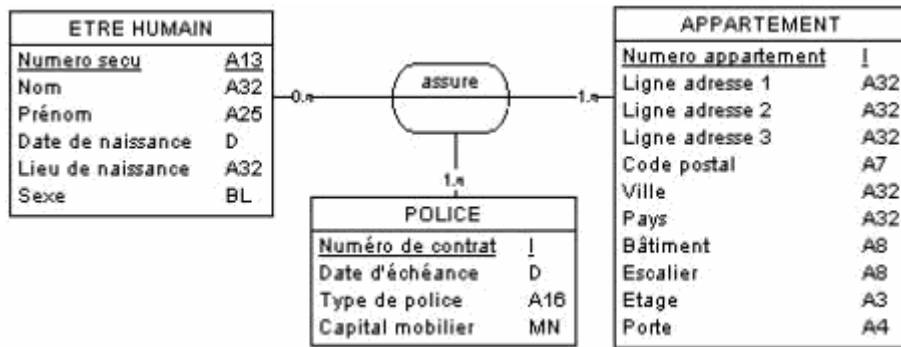 ETRE HUMAIN
Numero secu A13
Nom A32
Prénom A25
Date de naissance D
Lieu de naissance A32
Sexe BL
0.n
assure
1.n
1.n
APPARTEMENT
Numero appartement I
Ligne adresse 1 A32
Ligne adresse 2 A32
Ligne adresse 3 A32
Code postal A7
Ville A32
Pays A32
Bâtiment A8
Escalier A8
Etage A3
Porte A4
POLICE
Numéro de contrat I
Date d'échéance D
Type de police A16
Capital mobilier MN